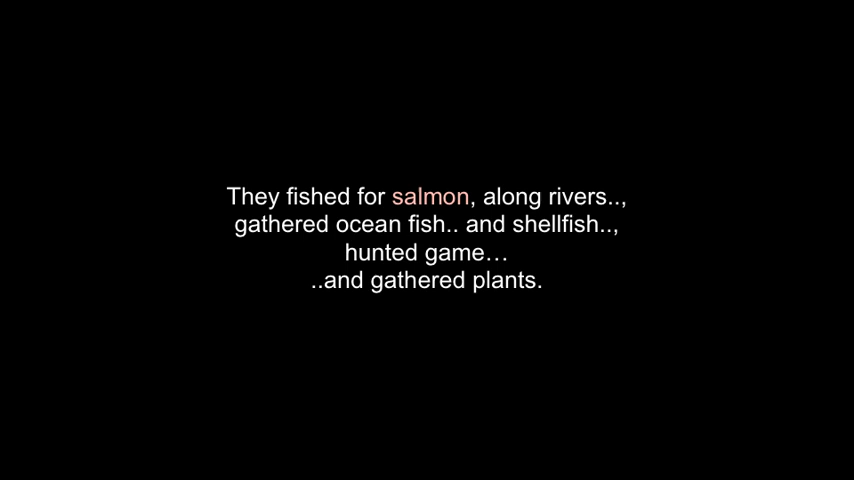 They fished for salmon, along rivers..,
gathered ocean fish.. and shellfish..,
hunted game…
..and gathered plants.